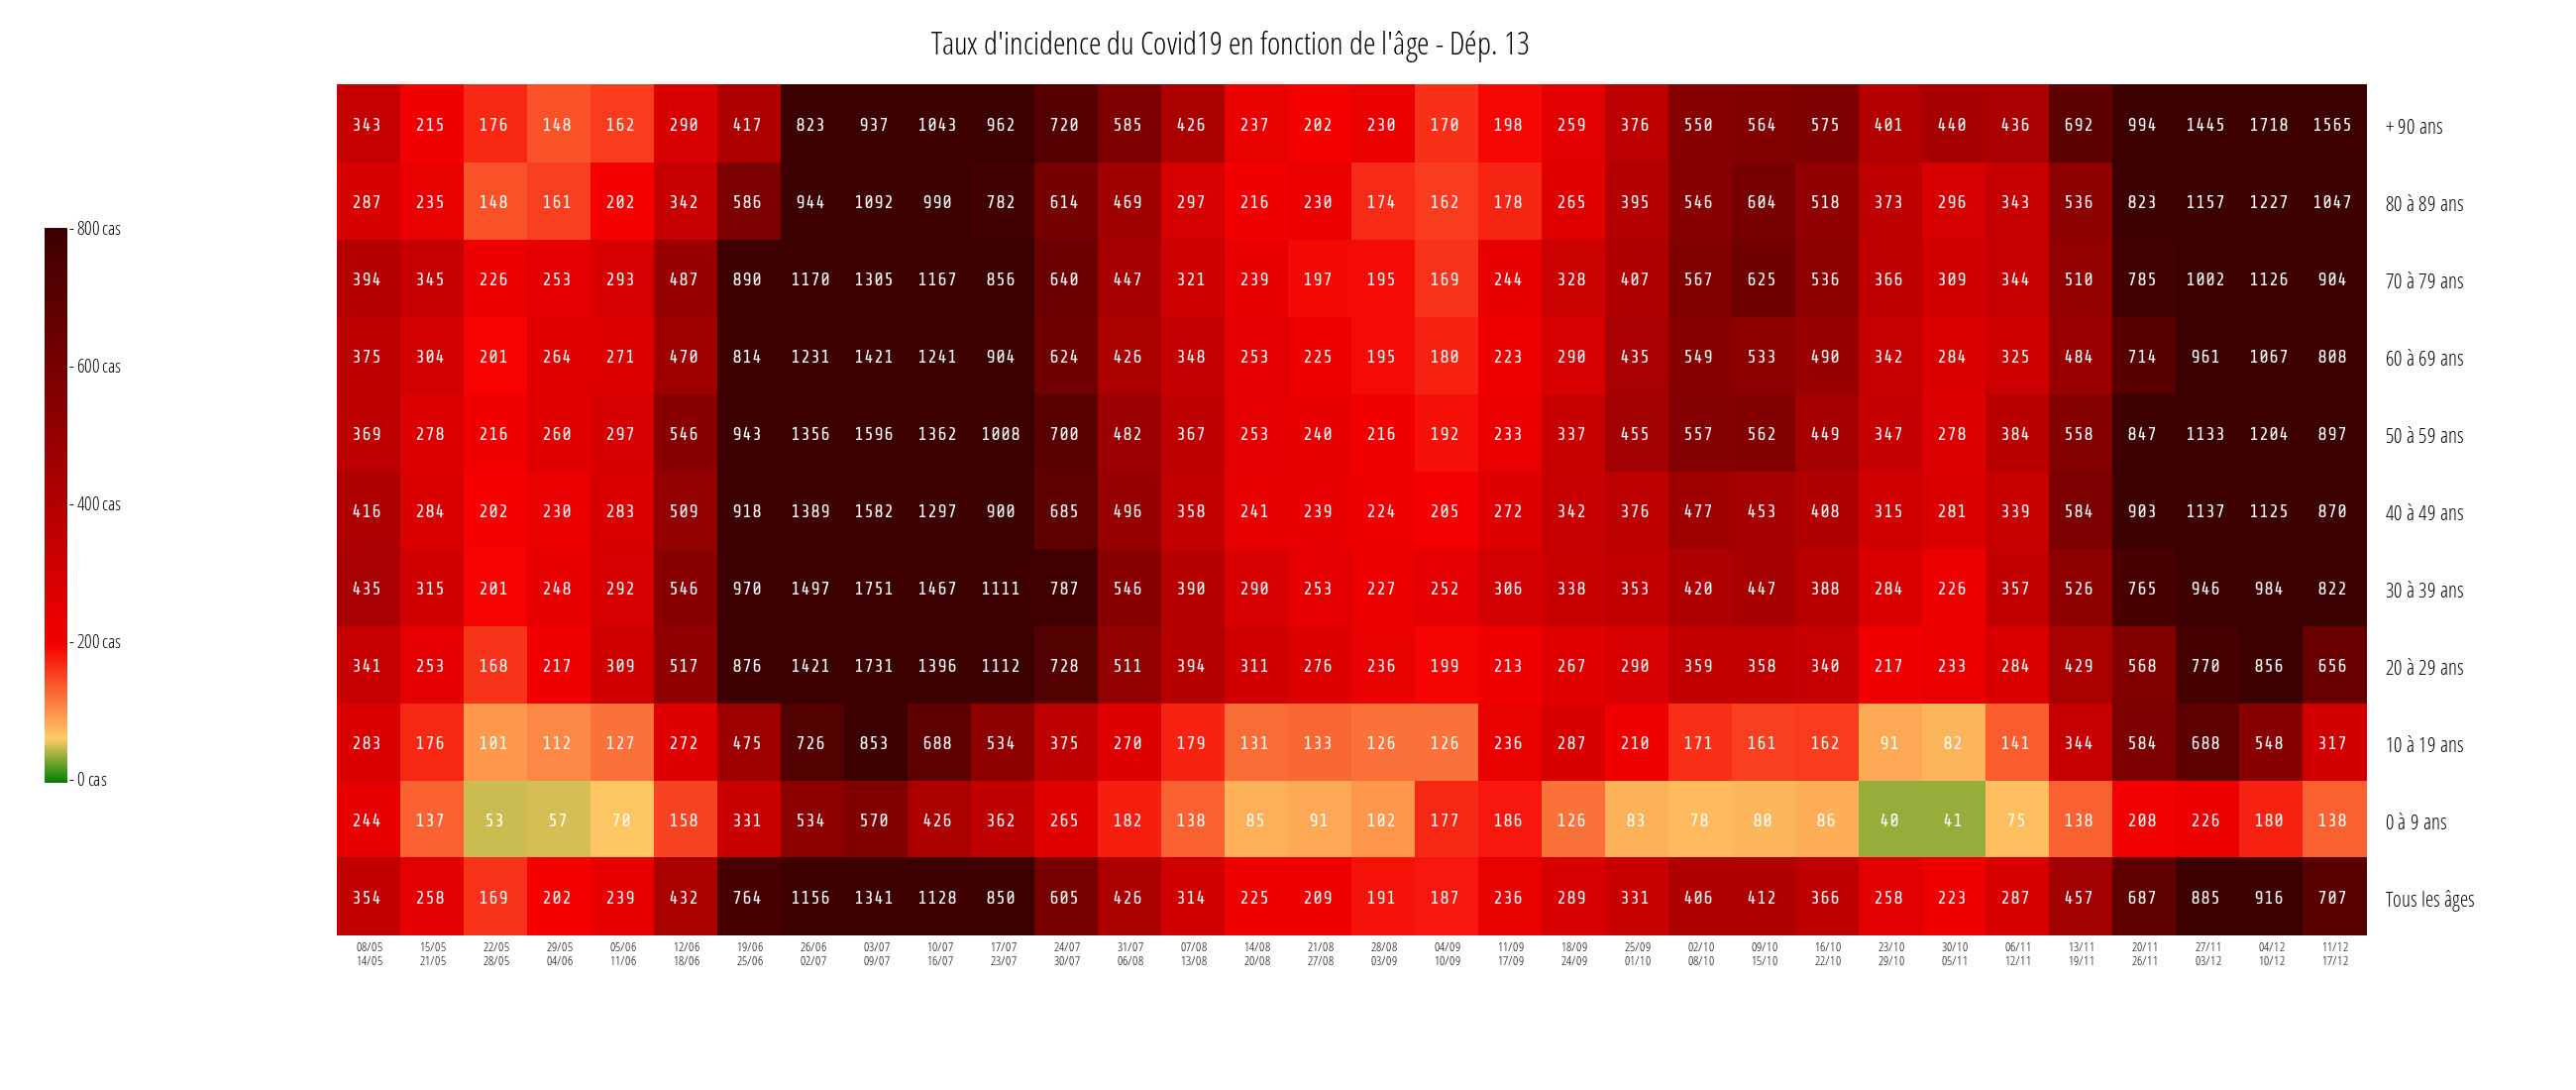 Taux d'incidence du Covid19 en fonction de l'âge - Dép. 13
- 800 cas
- 600 cas
- 400 cas
- 200 cas
- 0 cas
343 215 176 148 162 290 417 823 937 1043 962 720 585 426 237 202 230 170 198 259 376 550 564 575 401 440 436 692 994 1445 1718 1565 + 90 ans
287 235 148 161 202 342 586 944 1092 990 782 614 469 297 216 230 174 162 178 265 395 546 604 518 373 296 343 536 823 1157 1227 1047 80 à 89 ans
394 345 226 253 293 487 890 1170 1305 1167 856 640 447 321 239 197 195 169 244 328 407 567 625 536 366 309 344 510 785 1002 1126 904 70 à 79 ans
375 304 201 264 271 470 814 1231 1421 1241 904 624 426 348 253 225 195 180 223 290 435 549 533 490 342 284 325 484 714 961 1067 808 60 à 69 ans
369 278 216 260 297 546 943 1356 1596 1362 1008 700 482 367 253 240 216 192 233 337 455 557 562 449 347 278 384 558 847 1133 1204 897 50 à 59 ans
416 284 202 230 283 509 918 1389 1582 1297 900 685 496 358 241 239 224 205 272 342 376 477 453 408 315 281 339 584 903 1137 1125 870 40 à 49 ans
435 315 201 248 292 546 970 1497 1751 1467 1111 787 546 390 290 253 227 252 306 338 353 420 447 388 284 226 357 526 765 946 984 822 30 à 39 ans
341 253 168 217 309 517 876 1421 1731 1396 1112 728 511 394 311 276 236 199 213 267 290 359 358 340 217 233 284 429 568 770 856 656 20 à 29 ans
283 176 101 112 127 272 475 726 853 688 534 375 270 179 131 133 126 126 236 287 210 171 161 162 91 82 141 344 584 688 548 317 10 à 19 ans
244 137 53 57 70 158 331 534 570 426 362 265 182 138 85 91 102 177 186 126 83 78 80 86 40 41 75 138 208 226 180 138 0 à 9 ans
354 258 169 202 239 432 764 1156 1341 1128 850 605 426 314 225 209 191 187 236 289 331 406 412 366 258 223 287 457 687 885 916 707 Tous les âges
08/05 15/05 22/05 29/05 05/06 12/06 19/06 26/06 03/07 10/07 17/07 24/07 31/07 07/08 14/08 21/08 28/08 04/09 11/09 18/09 25/09 02/10 09/10 16/10 23/10 30/10 06/11 13/11 20/11 27/11 04/12 11/12
14/05 21/05 28/05 04/06 11/06 18/06 25/06 02/07 09/07 16/07 23/07 30/07 06/08 13/08 20/08 27/08 03/09 10/09 17/09 24/09 01/10 08/10 15/10 22/10 29/10 05/11 12/11 19/11 26/11 03/12 10/12 17/12